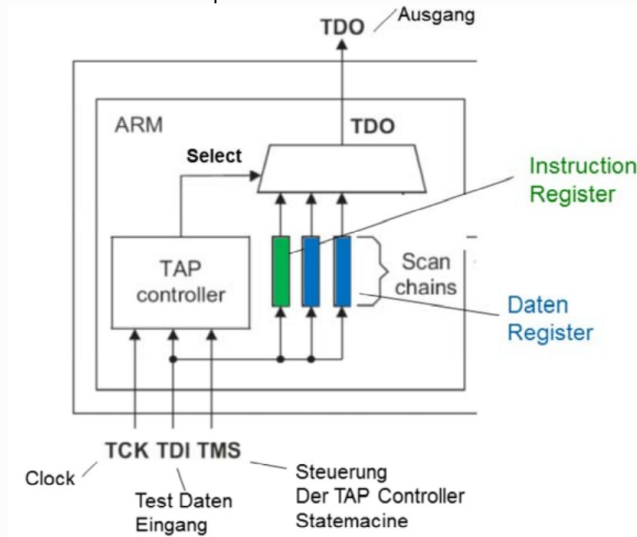 TDO
Ausgang
ARM
TDO
Select
Instruction
Register
TAP
controller
Scan
chains
Daten
Register
TCK TDI TMS
Clock
Test Daten
Eingang
Steuerung
Der TAP Controller
Statemacine